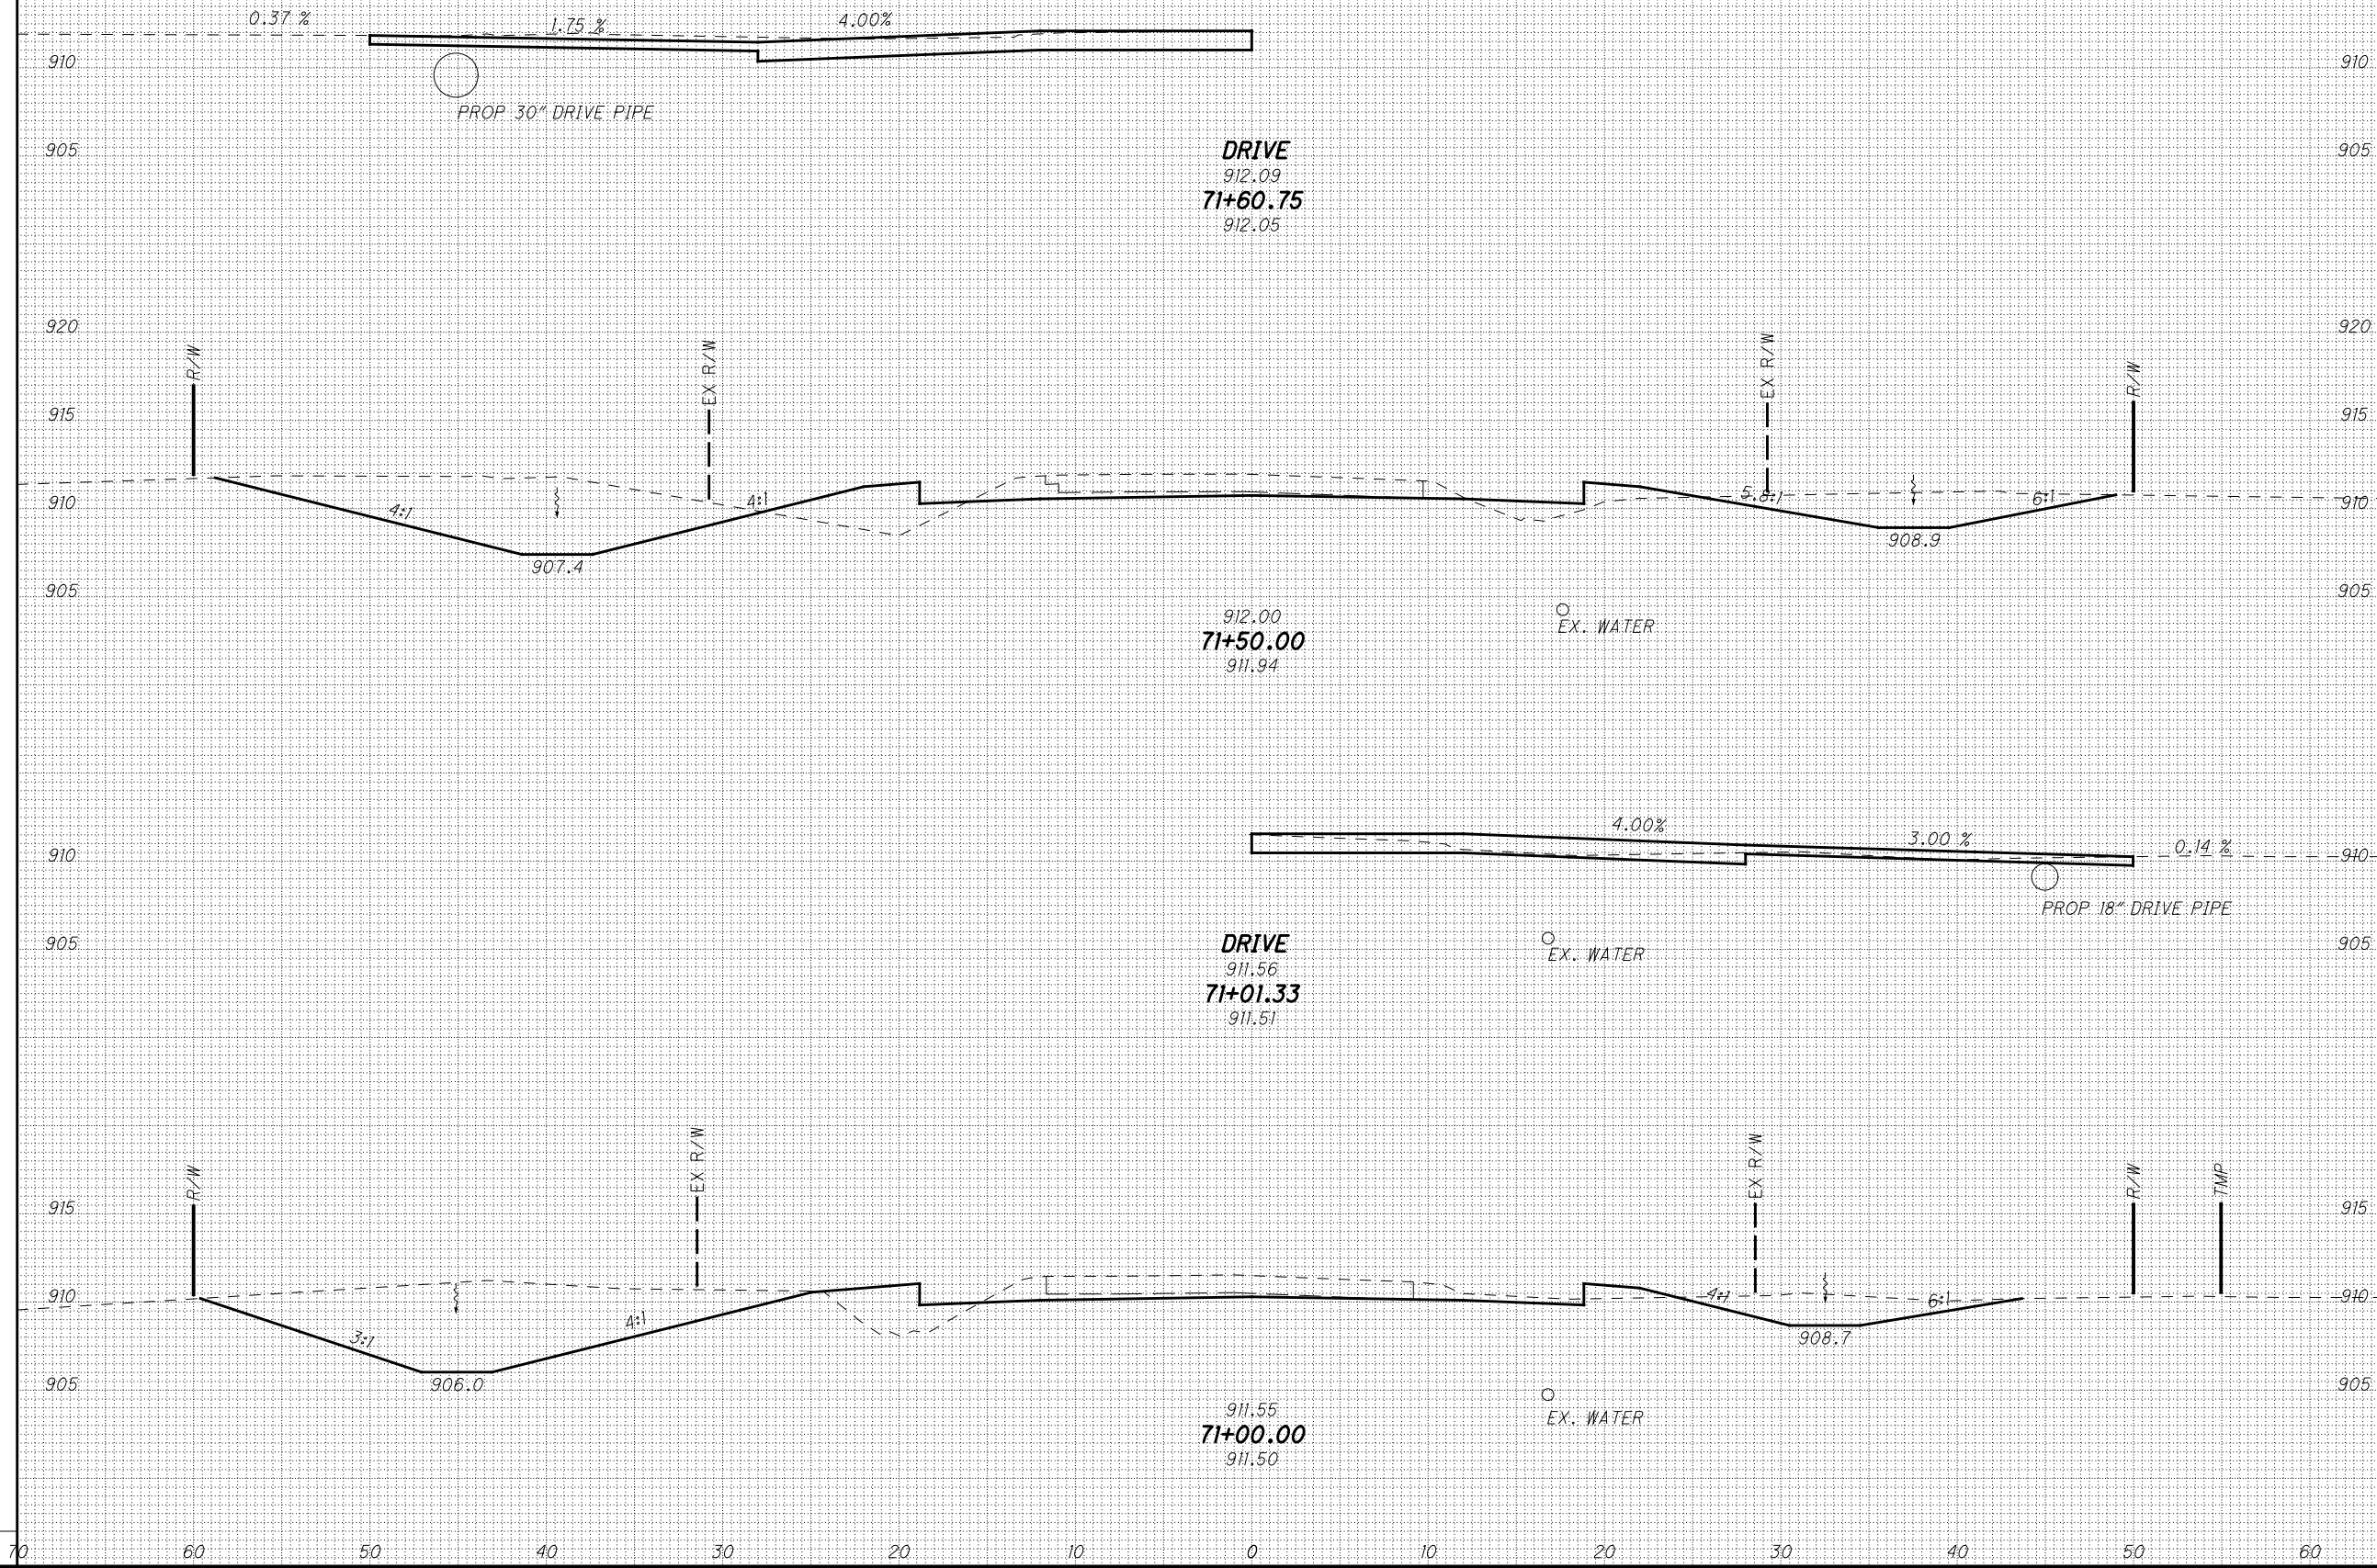 0.37 % 1.75 % 4.00%
910 910
PROP 30" DRIVE PIPE
905 905
DRIVE
912.09
71+60.75
912.05
920 920
R/W EX R/W EX R/W R/W
915 915
910 4:1 4:1 5.8:1 6:1 910
907.4 908.9
905 905
912.00
71+50.00
911.94
EX. WATER
4.00% 3.00 % 0.14 %
910 910
PROP 18" DRIVE PIPE
905 905
DRIVE
911.56
71+01.33
911.51
EX. WATER
R/W EX R/W EX R/W R/W TMP
915 915
910 4:1 6:1 910
3:1 4:1
908.7
905 906.0 905
911.55
71+00.00
911.50
EX. WATER
70 60 50 40 30 20 10 0 10 20 30 40 50 60